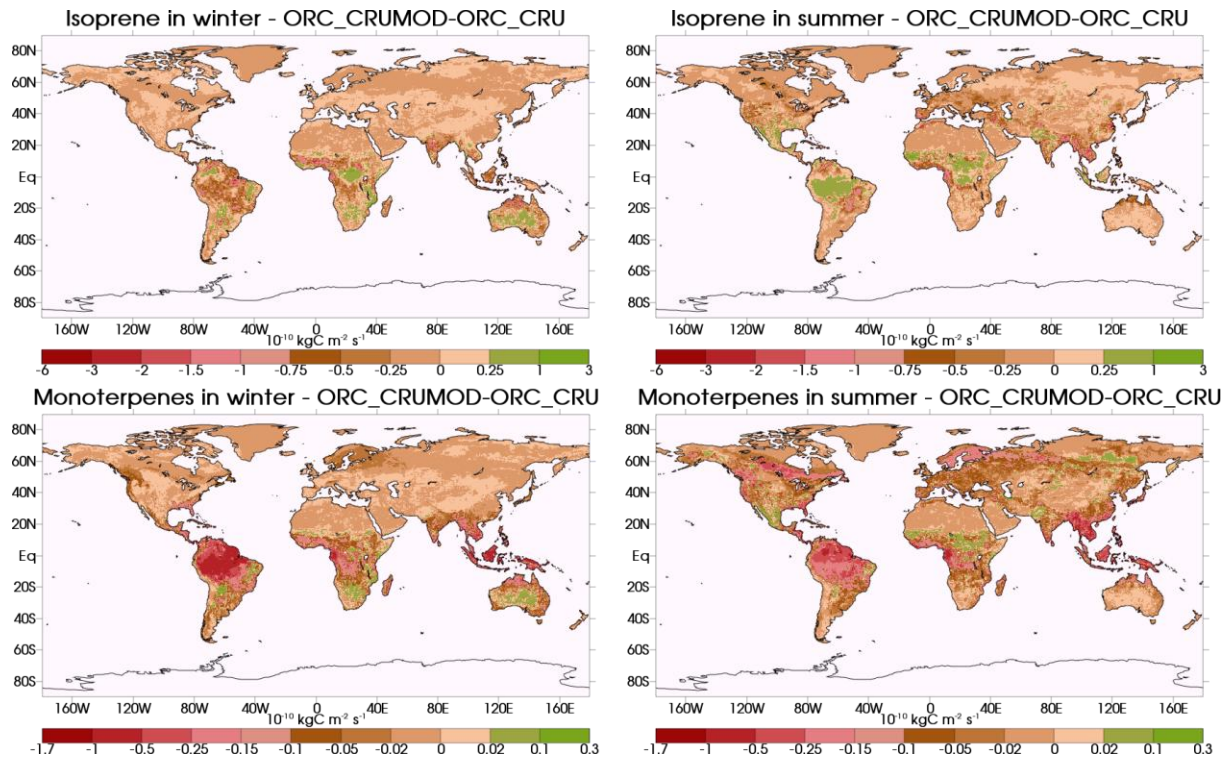 Isoprene in winter - ORC_CRUMOD-ORC_CRU
80N
60N
40N
20N
Eq
20S
40S
60S
80S
160W 120W 80W 40W 0 40E 80E 120E 160E
10⁻¹⁰ kgC m⁻² s⁻¹
-6 -3 -2 -1.5 -1 -0.75 -0.5 -0.25 0 0.25 1 3
Isoprene in summer - ORC_CRUMOD-ORC_CRU
80N
60N
40N
20N
Eq
20S
40S
60S
80S
160W 120W 80W 40W 0 40E 80E 120E 160E
10⁻¹⁰ kgC m⁻² s⁻¹
-6 -3 -2 -1.5 -1 -0.75 -0.5 -0.25 0 0.25 1 3
Monoterpenes in winter - ORC_CRUMOD-ORC_CRU
80N
60N
40N
20N
Eq
20S
40S
60S
80S
160W 120W 80W 40W 0 40E 80E 120E 160E
10⁻¹⁰ kgC m⁻² s⁻¹
-1.7 -1 -0.5 -0.25 -0.15 -0.1 -0.05 -0.02 0 0.02 0.1 0.3
Monoterpenes in summer - ORC_CRUMOD-ORC_CRU
80N
60N
40N
20N
Eq
20S
40S
60S
80S
160W 120W 80W 40W 0 40E 80E 120E 160E
10⁻¹⁰ kgC m⁻² s⁻¹
-1.7 -1 -0.5 -0.25 -0.15 -0.1 -0.05 -0.02 0 0.02 0.1 0.3